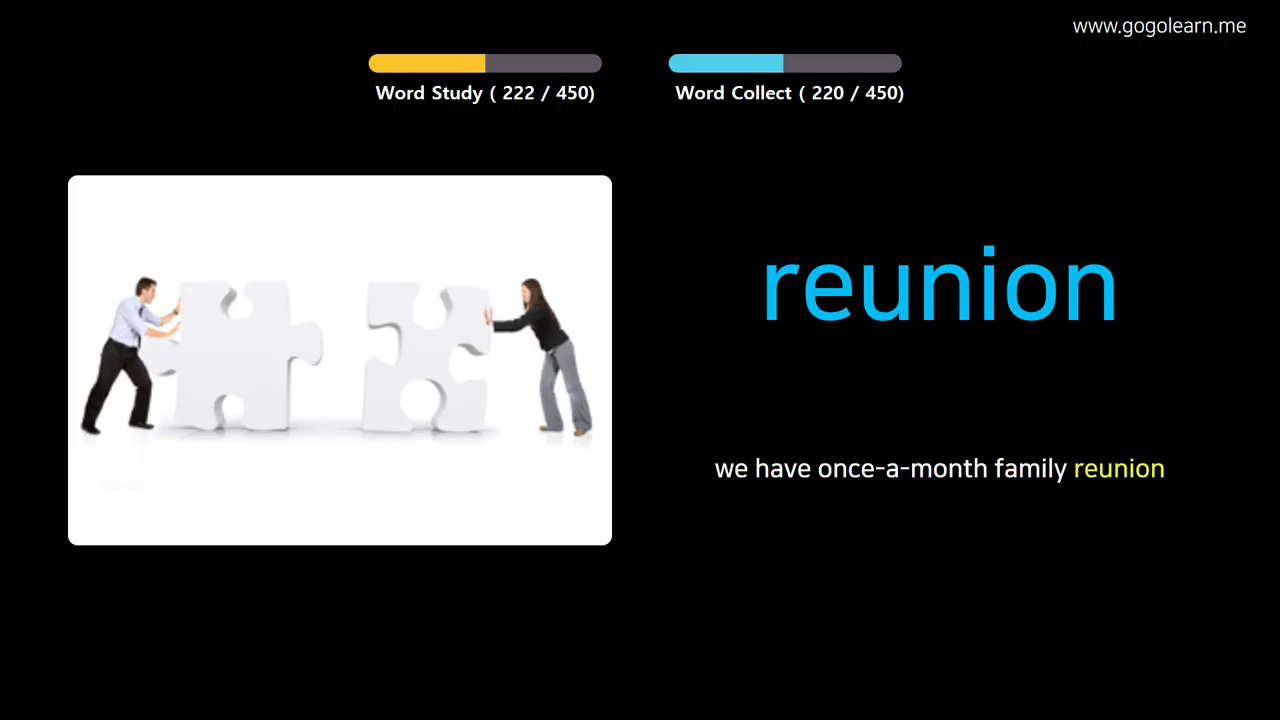 www.gogolearn.me
Word Study ( 222 / 450)
Word Collect ( 220 / 450)
reunion
we have once-a-month family reunion